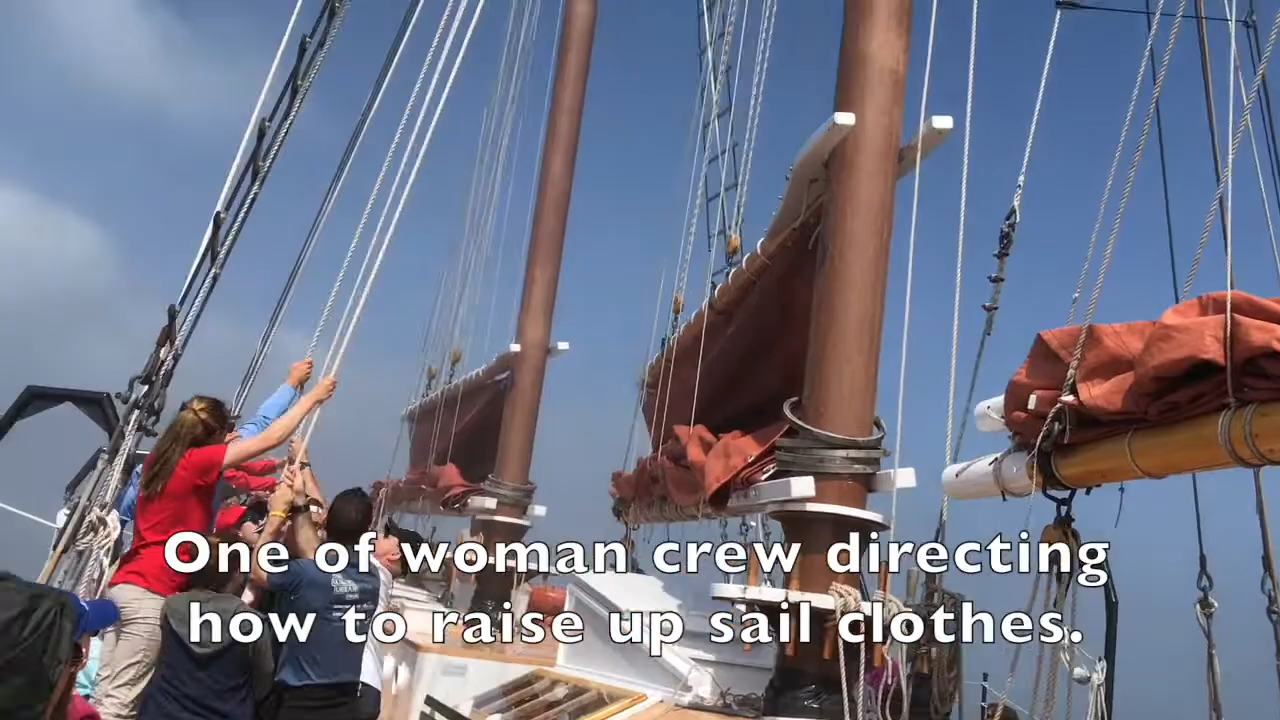 One of woman crew directing
how to raise up sail clothes.